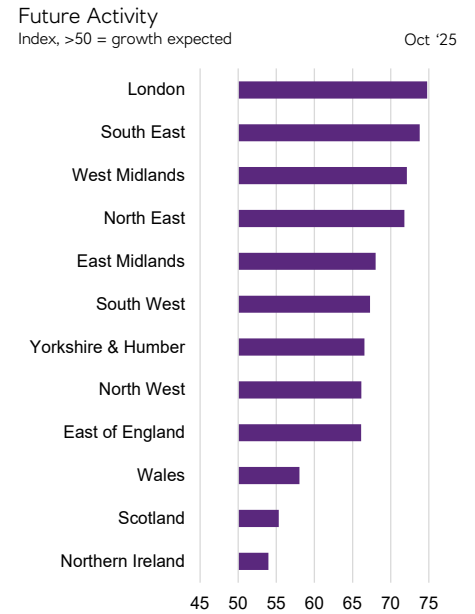 Future Activity
Index, >50 = growth expected
Oct ‘25
London
South East
West Midlands
North East
East Midlands
South West
Yorkshire & Humber
North West
East of England
Wales
Scotland
Northern Ireland
45 50 55 60 65 70 75